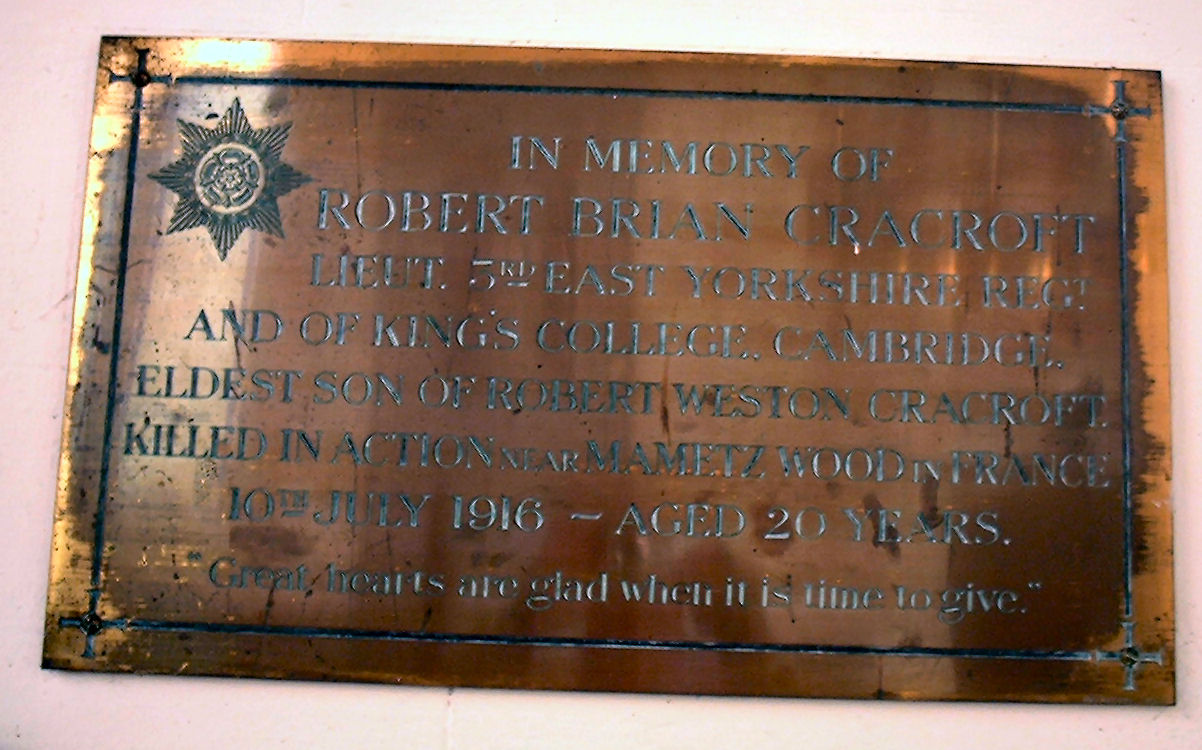 IN MEMORY OF
ROBERT BRIAN CRACROFT
LIEUT. 3RD EAST YORKSHIRE REGT
AND OF KING'S COLLEGE, CAMBRIDGE,
ELDEST SON OF ROBERT WESTON CRACROFT.
KILLED IN ACTION NEAR MAMETZ WOOD IN FRANCE
10TH JULY 1916 ~ AGED 20 YEARS.
"Great hearts are glad when it is time to give."